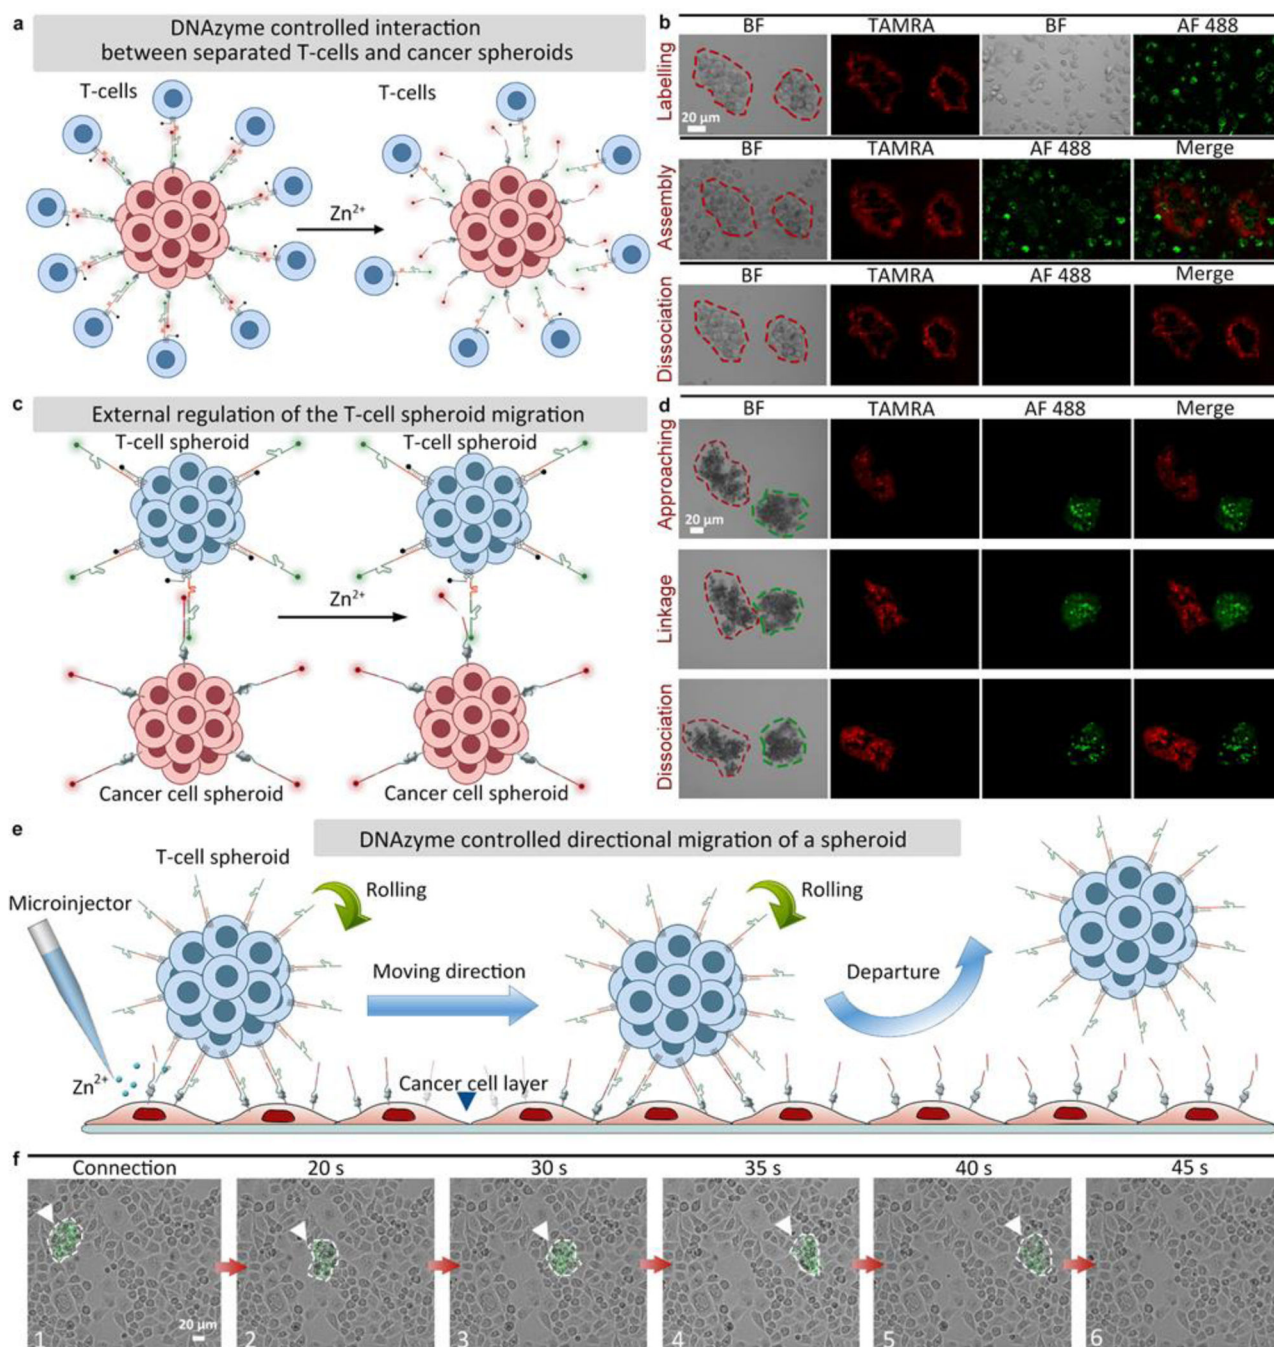 a
DNAzyme controlled interaction
between separated T-cells and cancer spheroids
T-cells
T-cells
Zn²⁺
b
BF TAMRA BF AF 488
Labelling
20 µm
BF TAMRA AF 488 Merge
Assembly
BF TAMRA AF 488 Merge
Dissociation
c
External regulation of the T-cell spheroid migration
T-cell spheroid
T-cell spheroid
Zn²⁺
Cancer cell spheroid
Cancer cell spheroid
d
BF TAMRA AF 488 Merge
Approaching
20 µm
Linkage
Dissociation
e
DNAzyme controlled directional migration of a spheroid
T-cell spheroid
Microinjector
Rolling
Rolling
Moving direction
Departure
Zn²⁺
Cancer cell layer
f
Connection 20 s 30 s 35 s 40 s 45 s
20 µm
1 2 3 4 5 6